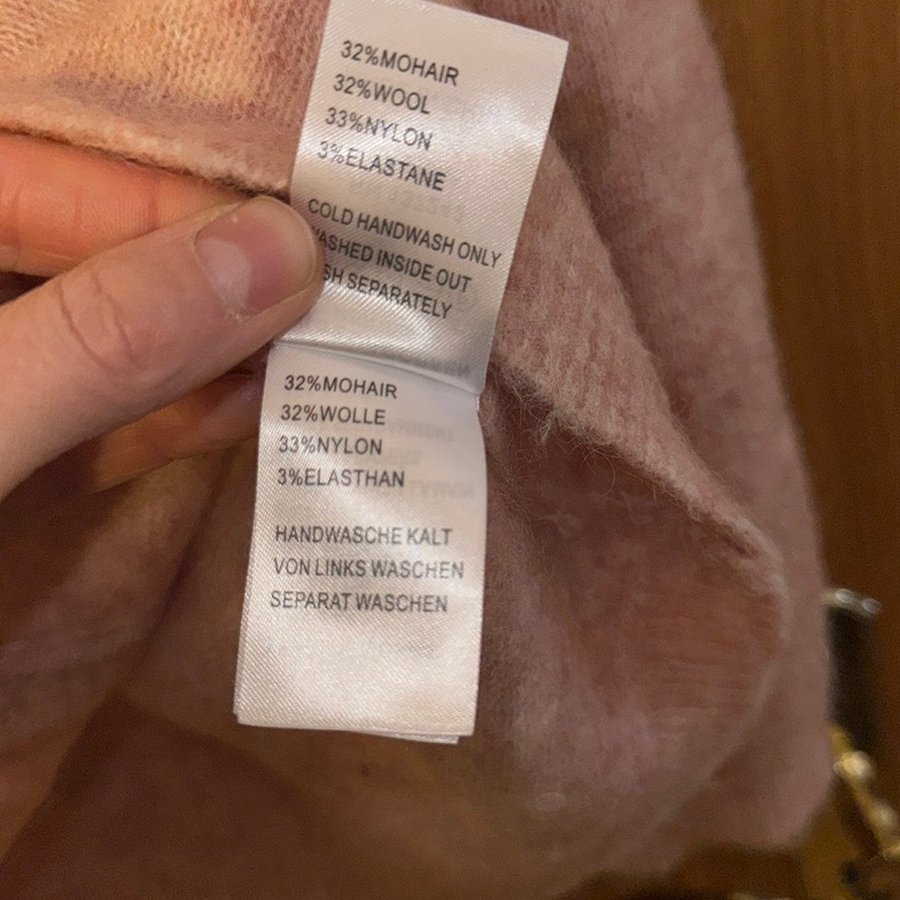 32%MOHAIR
32%WOOL
33%NYLON
3%ELASTANE
COLD HANDWASH ONLY
INSIDE OUT
SEPARATELY
32%MOHAIR
32%WOLLE
33%NYLON
3%ELASTHAN
HANDWASCHE KALT
VON LINKS WASCHEN
SEPARAT WASCHEN